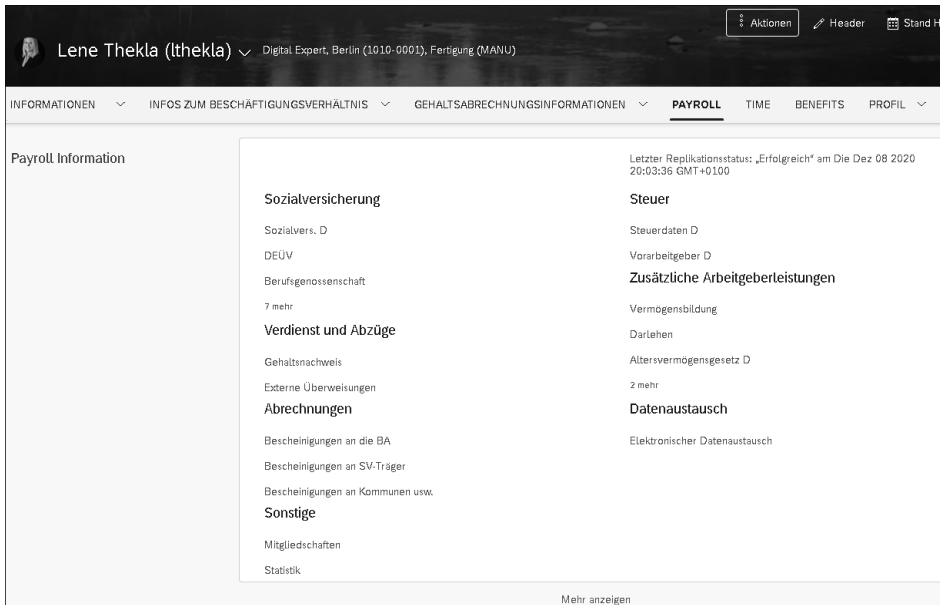 Aktionen
Header
Stand H
Lene Thekla (lthekla)
Digital Expert, Berlin (1010-0001), Fertigung (MANU)
INFORMATIONEN
INFOS ZUM BESCHÄFTIGUNGSVERHÄLTNIS
GEHALTSABRECHNUNGSINFORMATIONEN
PAYROLL
TIME
BENEFITS
PROFIL
Payroll Information
Letzter Replikationsstatus: „Erfolgreich“ am Die Dez 08 2020
20:03:36 GMT+0100
Sozialversicherung
Sozialvers. D
DEÜV
Berufsgenossenschaft
7 mehr
Verdienst und Abzüge
Gehaltsnachweis
Externe Überweisungen
Abrechnungen
Bescheinigungen an die BA
Bescheinigungen an SV-Träger
Bescheinigungen an Kommunen usw.
Sonstige
Mitgliedschaften
Statistik
Steuer
Steuerdaten D
Vorarbeitgeber D
Zusätzliche Arbeitgeberleistungen
Vermögensbildung
Darlehen
Altersvermögensgesetz D
2 mehr
Datenaustausch
Elektronischer Datenaustausch
Mehr anzeigen